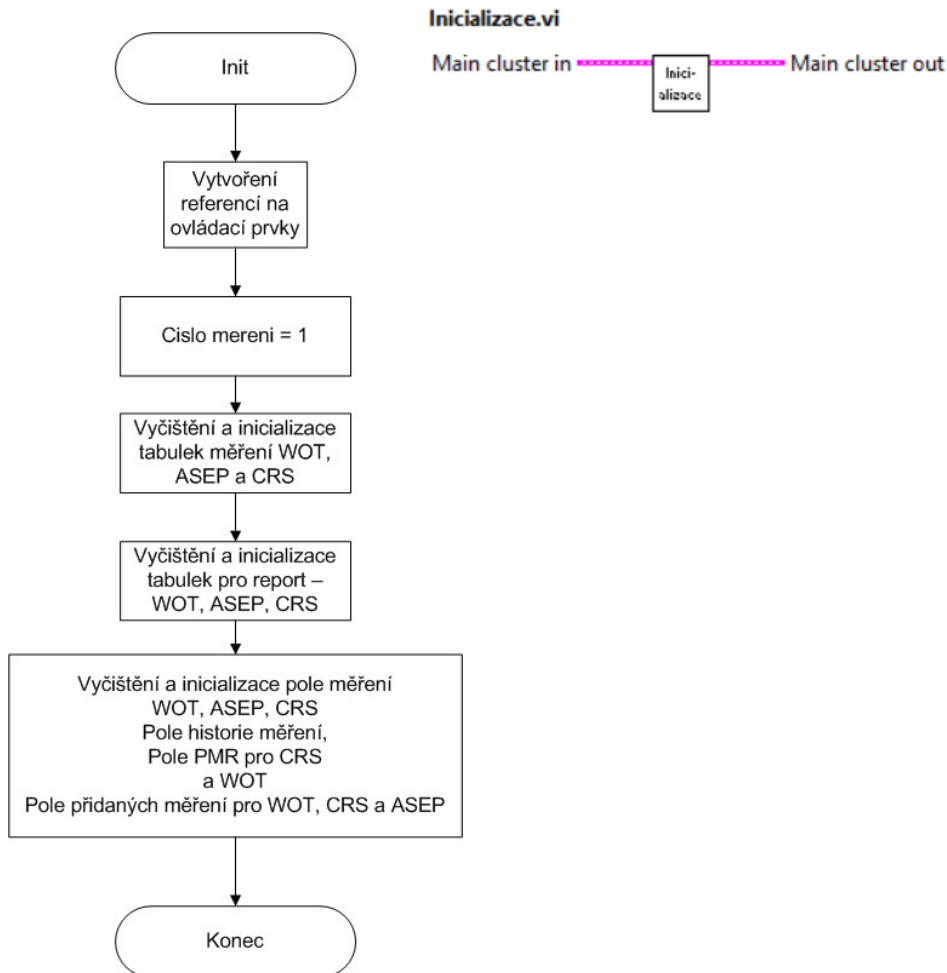 Inicializace.vi
Main cluster in
Inici-
alizace
Main cluster out
Init
Vytvoření
referencí na
ovládací prvky
Cislo mereni = 1
Vyčištění a inicializace
tabulek měření WOT,
ASEP a CRS
Vyčištění a inicializace
tabulek pro report –
WOT, ASEP, CRS
Vyčištění a inicializace pole měření
WOT, ASEP, CRS
Pole historie měření,
Pole PMR pro CRS
a WOT
Pole přidaných měření pro WOT, CRS a ASEP
Konec